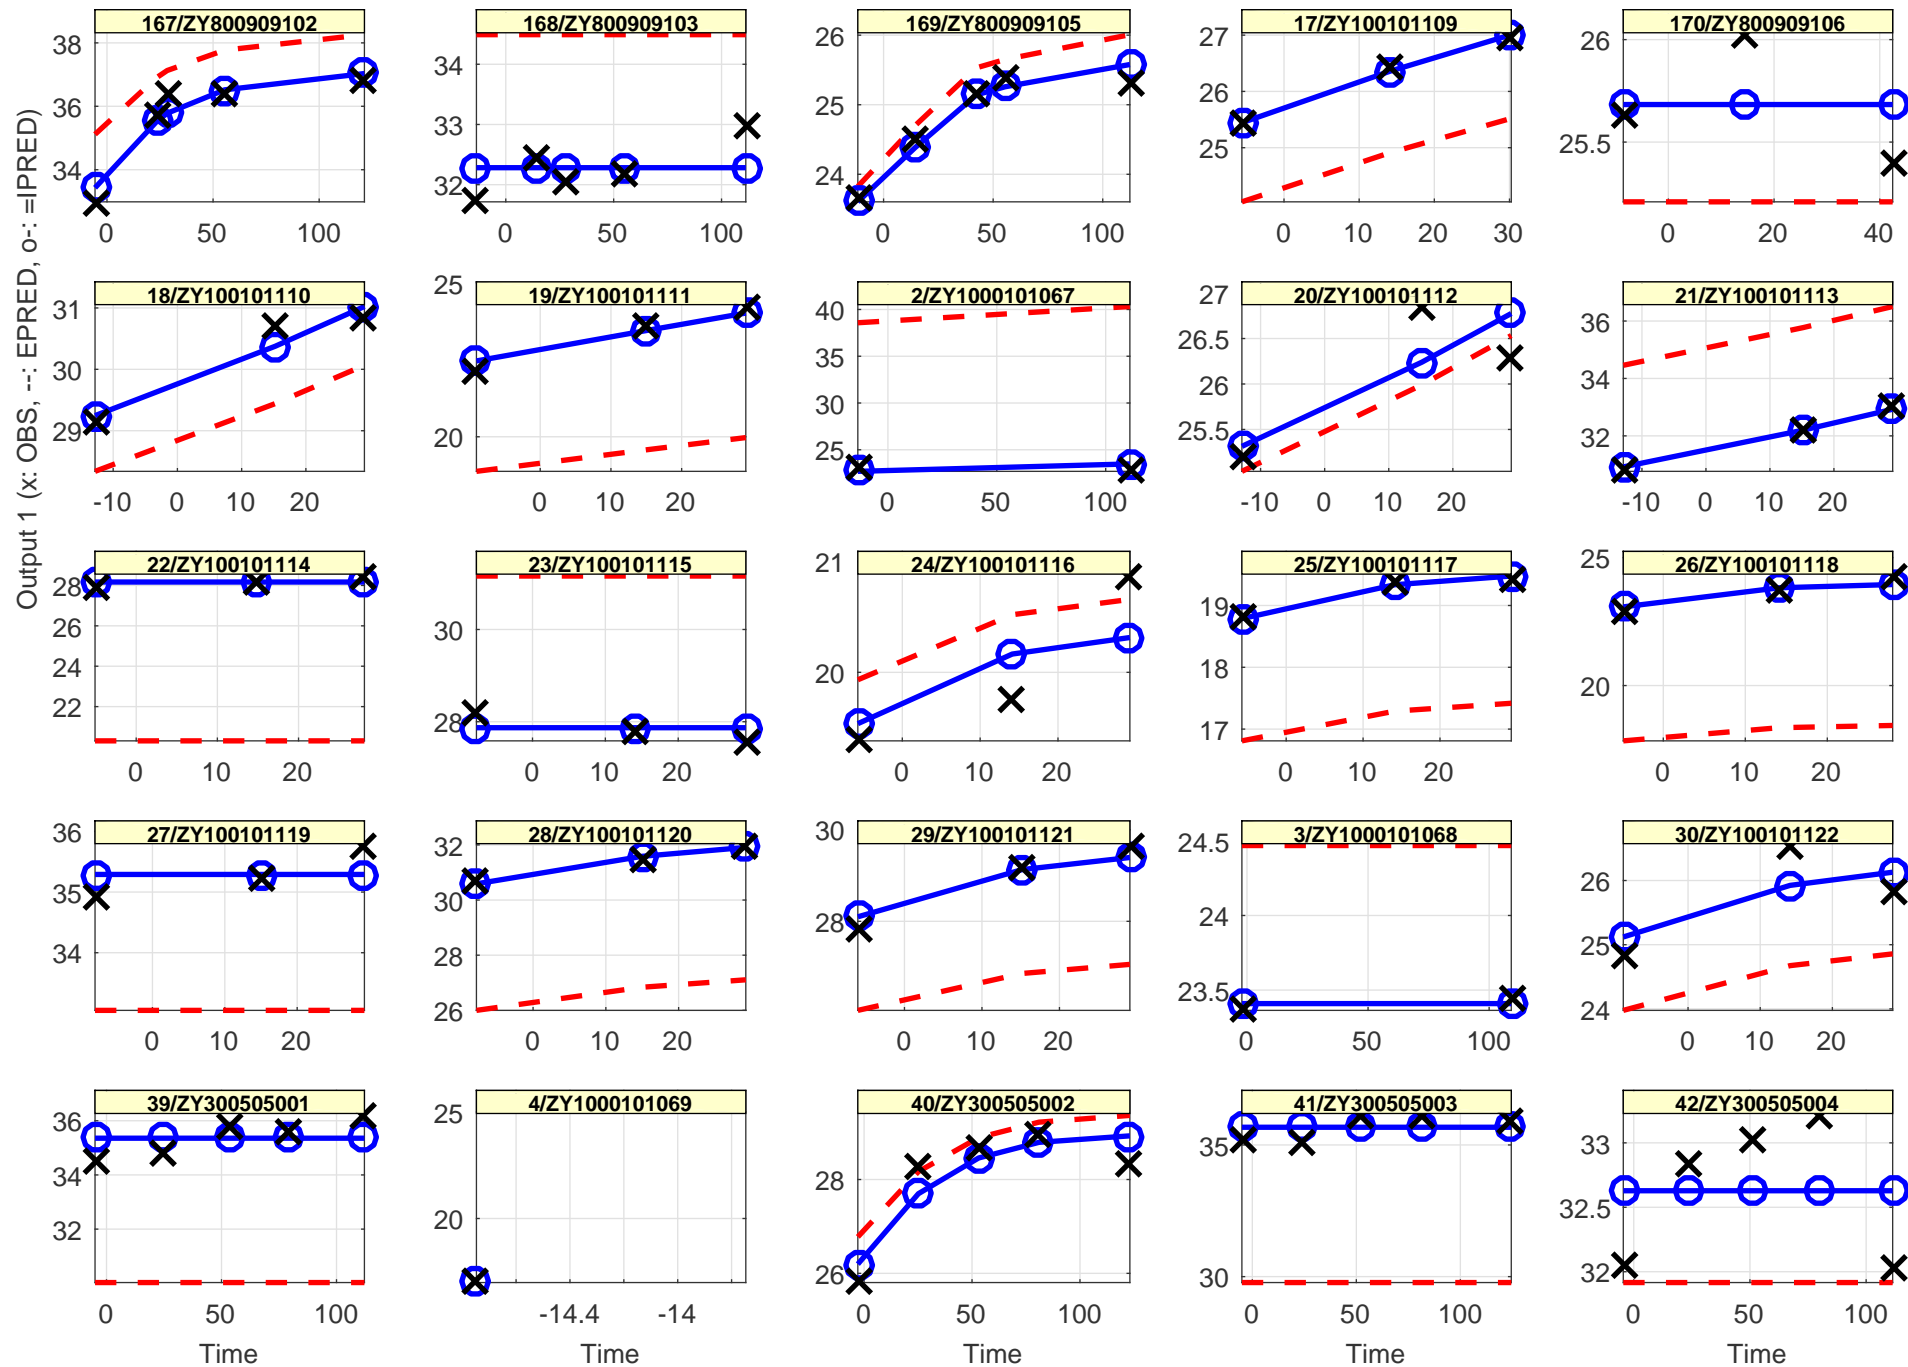 Output 1 (x: OBS, --: EPRED, o-: =IPRED)
167/ZY800909102
38
36
34
0 50 100
168/ZY800909103
34
33
32
0 50 100
169/ZY800909105
26
25
24
0 50 100
17/ZY100101109
27
26
25
0 10 20 30
170/ZY800909106
26
25.5
0 20 40
18/ZY100101110
31
30
29
-10 0 10 20
19/ZY100101111
25
20
0 10 20
2/ZY1000101067
40
35
30
25
0 50 100
20/ZY100101112
27
26.5
26
25.5
-10 0 10 20
21/ZY100101113
36
34
32
-10 0 10 20
22/ZY100101114
28
26
24
22
0 10 20
23/ZY100101115
30
28
0 10 20
24/ZY100101116
21
20
0 10 20
25/ZY100101117
19
18
17
0 10 20
26/ZY100101118
25
20
0 10 20
27/ZY100101119
36
35
34
0 10 20
28/ZY100101120
32
30
28
26
0 10 20
29/ZY100101121
30
28
0 10 20
3/ZY1000101068
24.5
24
23.5
0 50 100
30/ZY100101122
26
25
24
0 10 20
39/ZY300505001
36
34
32
0 50 100
Time
4/ZY1000101069
25
20
-14.4 -14
Time
40/ZY300505002
28
26
0 50 100
Time
41/ZY300505003
35
30
0 50 100
Time
42/ZY300505004
33
32.5
32
0 50 100
Time